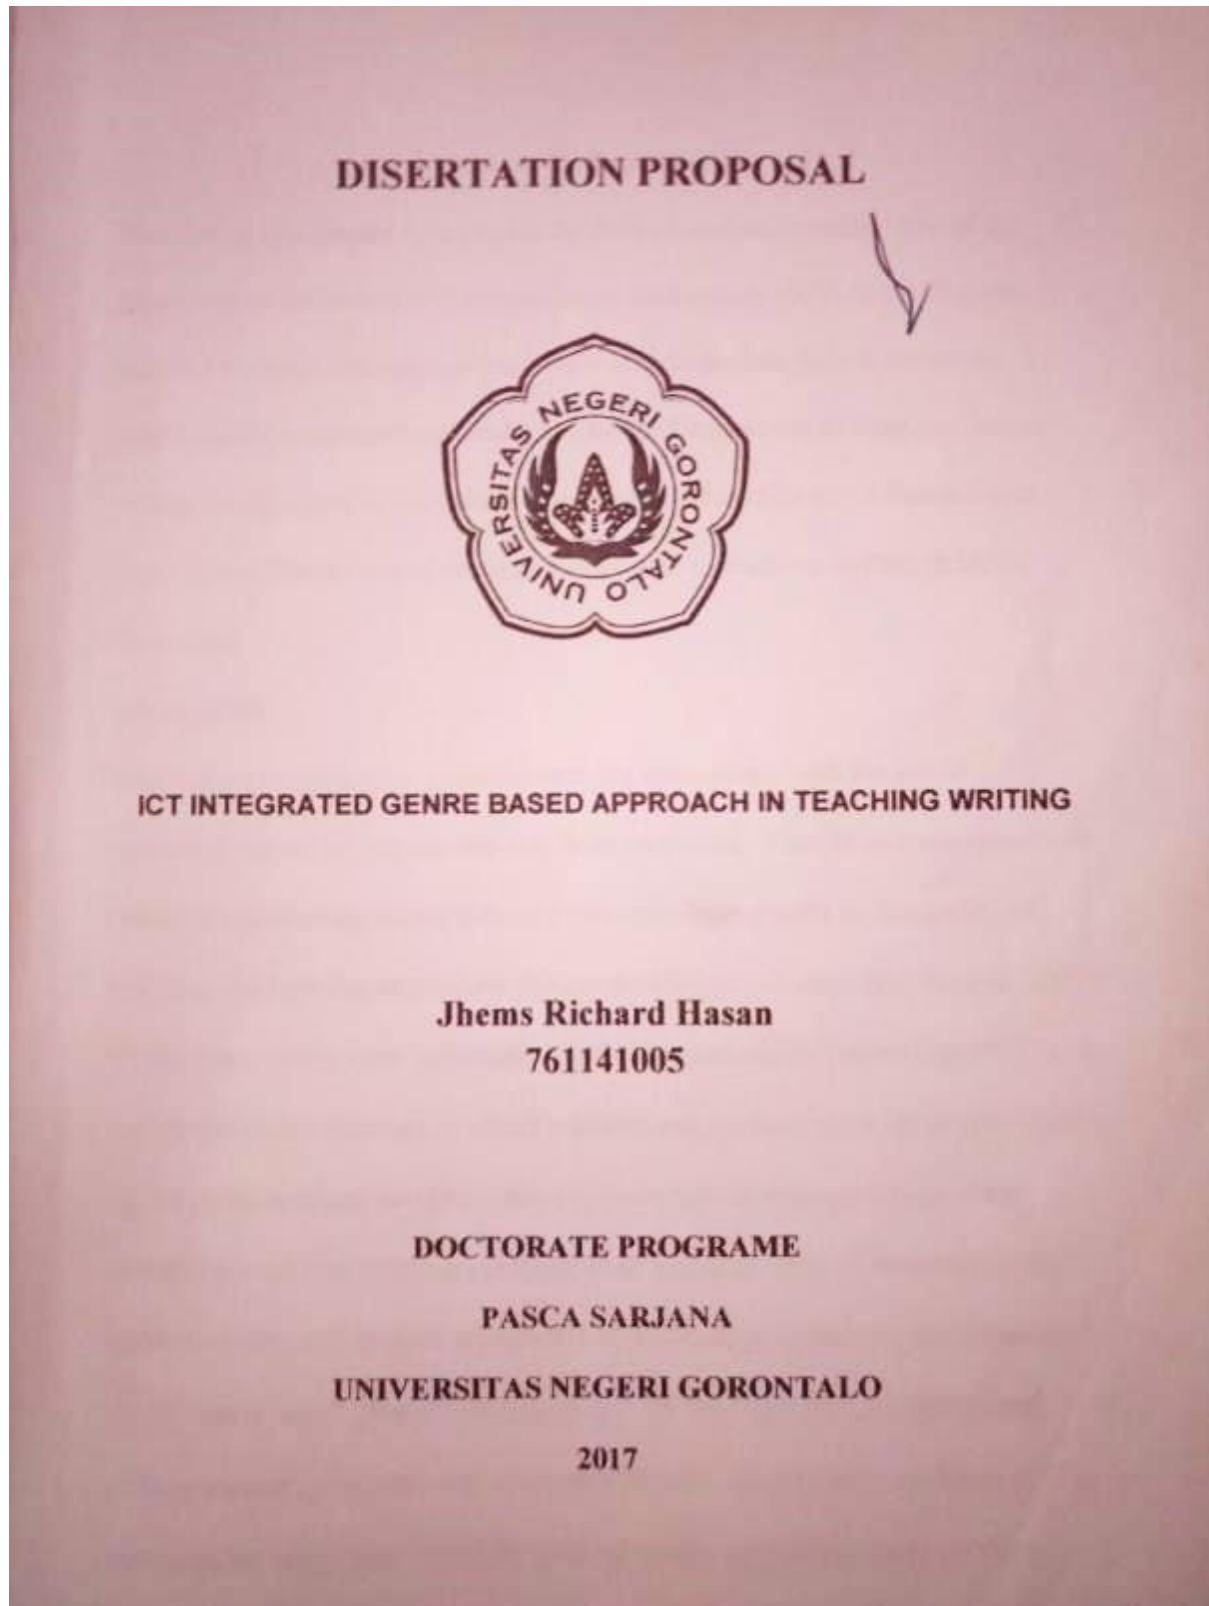 DISERTATION PROPOSAL
UNIVERSITAS NEGERI GORONTALO
ICT INTEGRATED GENRE BASED APPROACH IN TEACHING WRITING
Jhems Richard Hasan
761141005
DOCTORATE PROGRAME
PASCA SARJANA
UNIVERSITAS NEGERI GORONTALO
2017